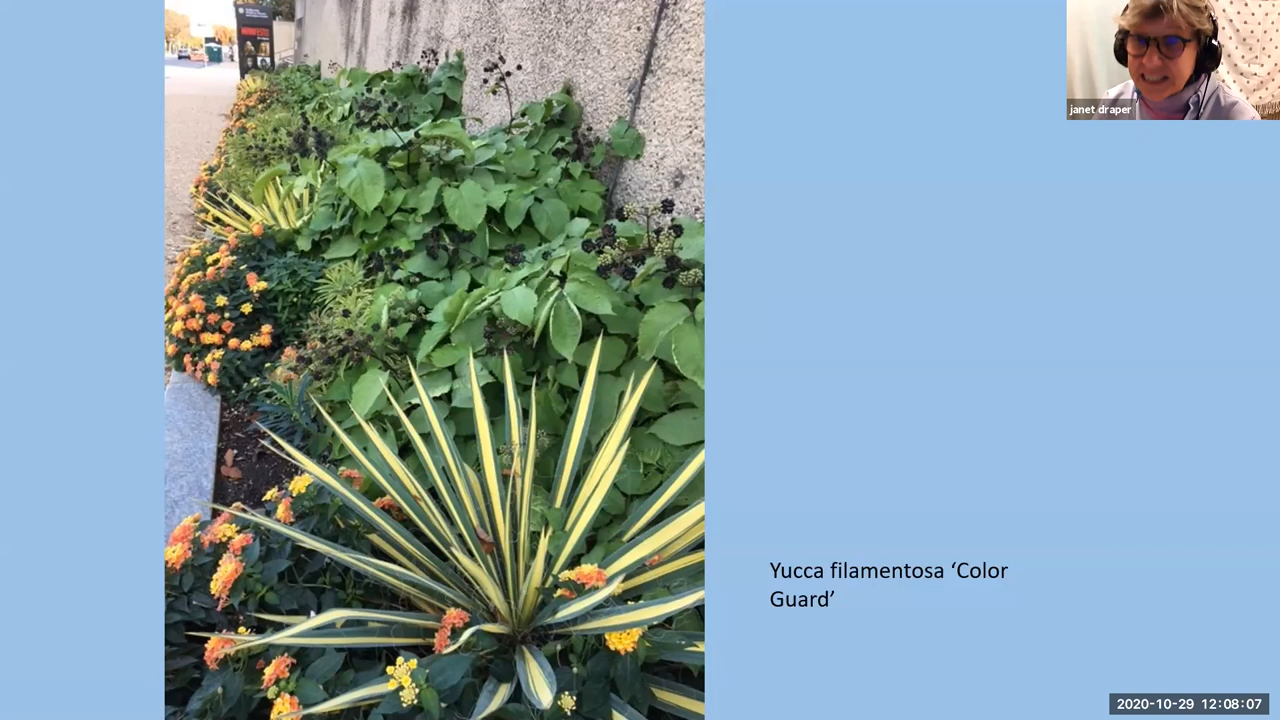 janet draper
Yucca filamentosa ‘Color
Guard’
2020-10-29 12:08:07